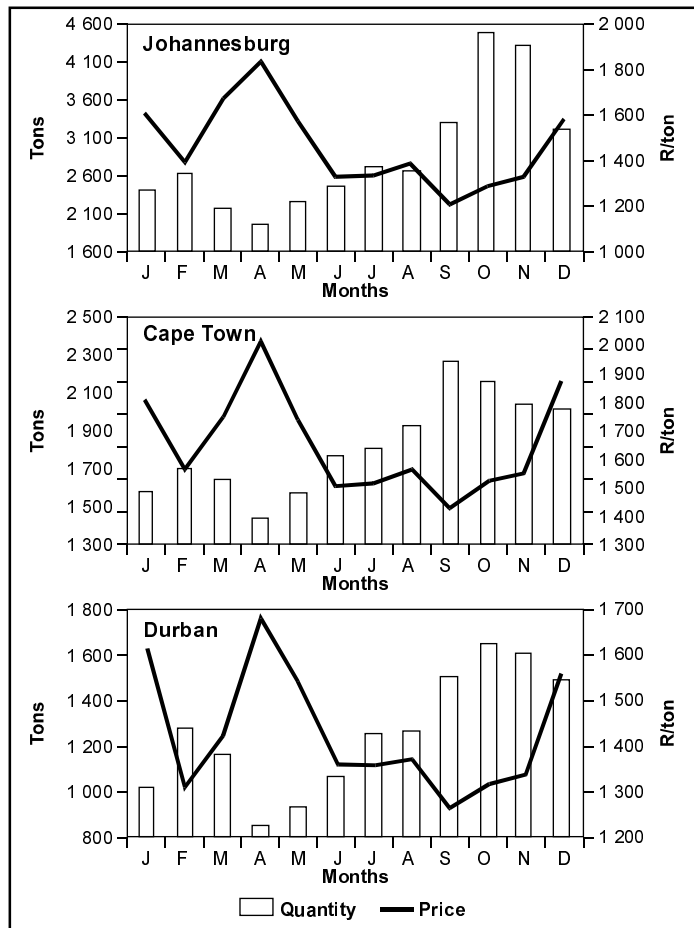 Johannesburg
Tons
4 600
4 100
3 600
3 100
2 600
2 100
1 600
2 000
1 800
1 600
1 400
1 200
1 000
R/ton
J F M A M J J A S O N D
Months
Cape Town
Tons
2 500
2 300
2 100
1 900
1 700
1 500
1 300
2 100
2 000
1 900
1 800
1 700
1 600
1 500
1 400
1 300
R/ton
J F M A M J J A S O N D
Months
Durban
Tons
1 800
1 600
1 400
1 200
1 000
800
1 700
1 600
1 500
1 400
1 300
1 200
R/ton
J F M A M J J A S O N D
Months
Quantity Price